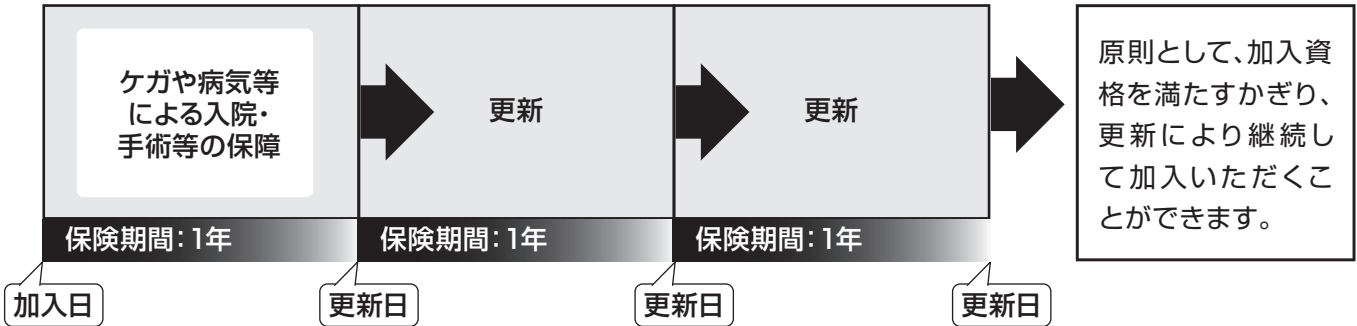 ケガや病気等
による入院・
手術等の保障
更新
更新
原則として、加入資
格を満たすかぎり、
更新により継続し
て加入いただくこ
とができます。
保険期間：1年
保険期間：1年
保険期間：1年
加入日
更新日
更新日
更新日